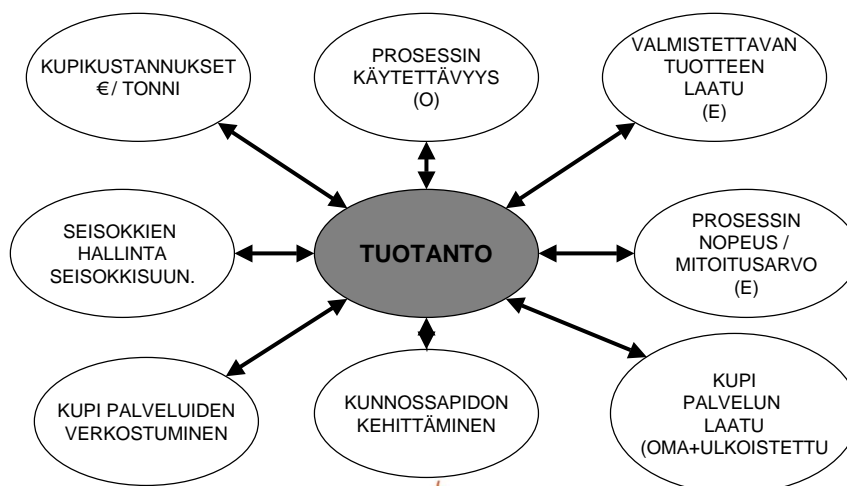 KUPIKUSTANNUKSET
€ / TONNI
PROSESSIN
KÄYTETTÄVYYS
(O)
VALMISTETTAVAN
TUOTTEEN
LAATU
(E)
SEISOKKIEN
HALLINTA
SEISOKKISUUN.
TUOTANTO
PROSESSIN
NOPEUS /
MITOITUSARVO
(E)
KUPI PALVELUIDEN
VERKOSTUMINEN
KUNNOSSAPIDON
KEHITTÄMINEN
KUPI
PALVELUN
LAATU
(OMA+ULKOISTETTU